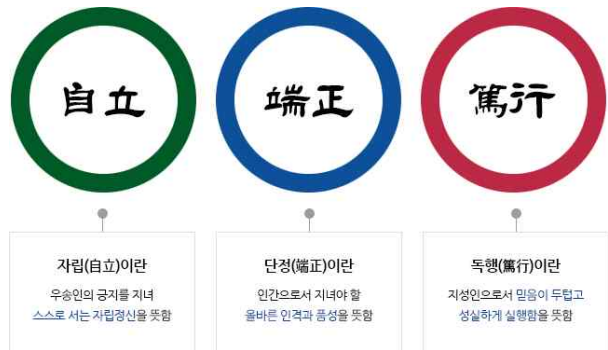 自立
端正
篤行
자립(自立)이란
우송인의 긍지를 지녀
스스로 서는 자립정신을 뜻함
단정(端正)이란
인간으로서 지녀야 할
올바른 인격과 품성을 뜻함
독행(篤行)이란
지성인으로서 믿음이 두텁고
성실하게 실행함을 뜻함